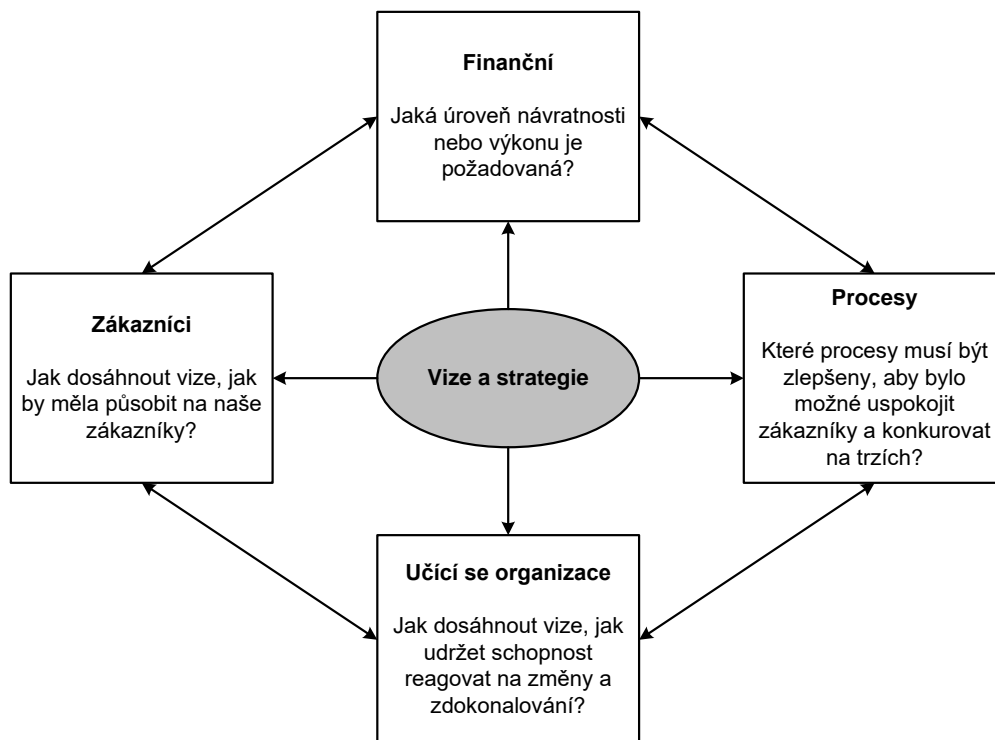 Finanční
Jaká úroveň návratnosti
nebo výkonu je
požadovaná?
Zákazníci
Jak dosáhnout vize, jak
by měla působit na naše
zákazníky?
Vize a strategie
Procesy
Které procesy musí být
zlepšeny, aby bylo
možné uspokojit
zákazníky a konkurovat
na trzích?
Učící se organizace
Jak dosáhnout vize, jak
udržet schopnost
reagovat na změny a
zdokonalování?